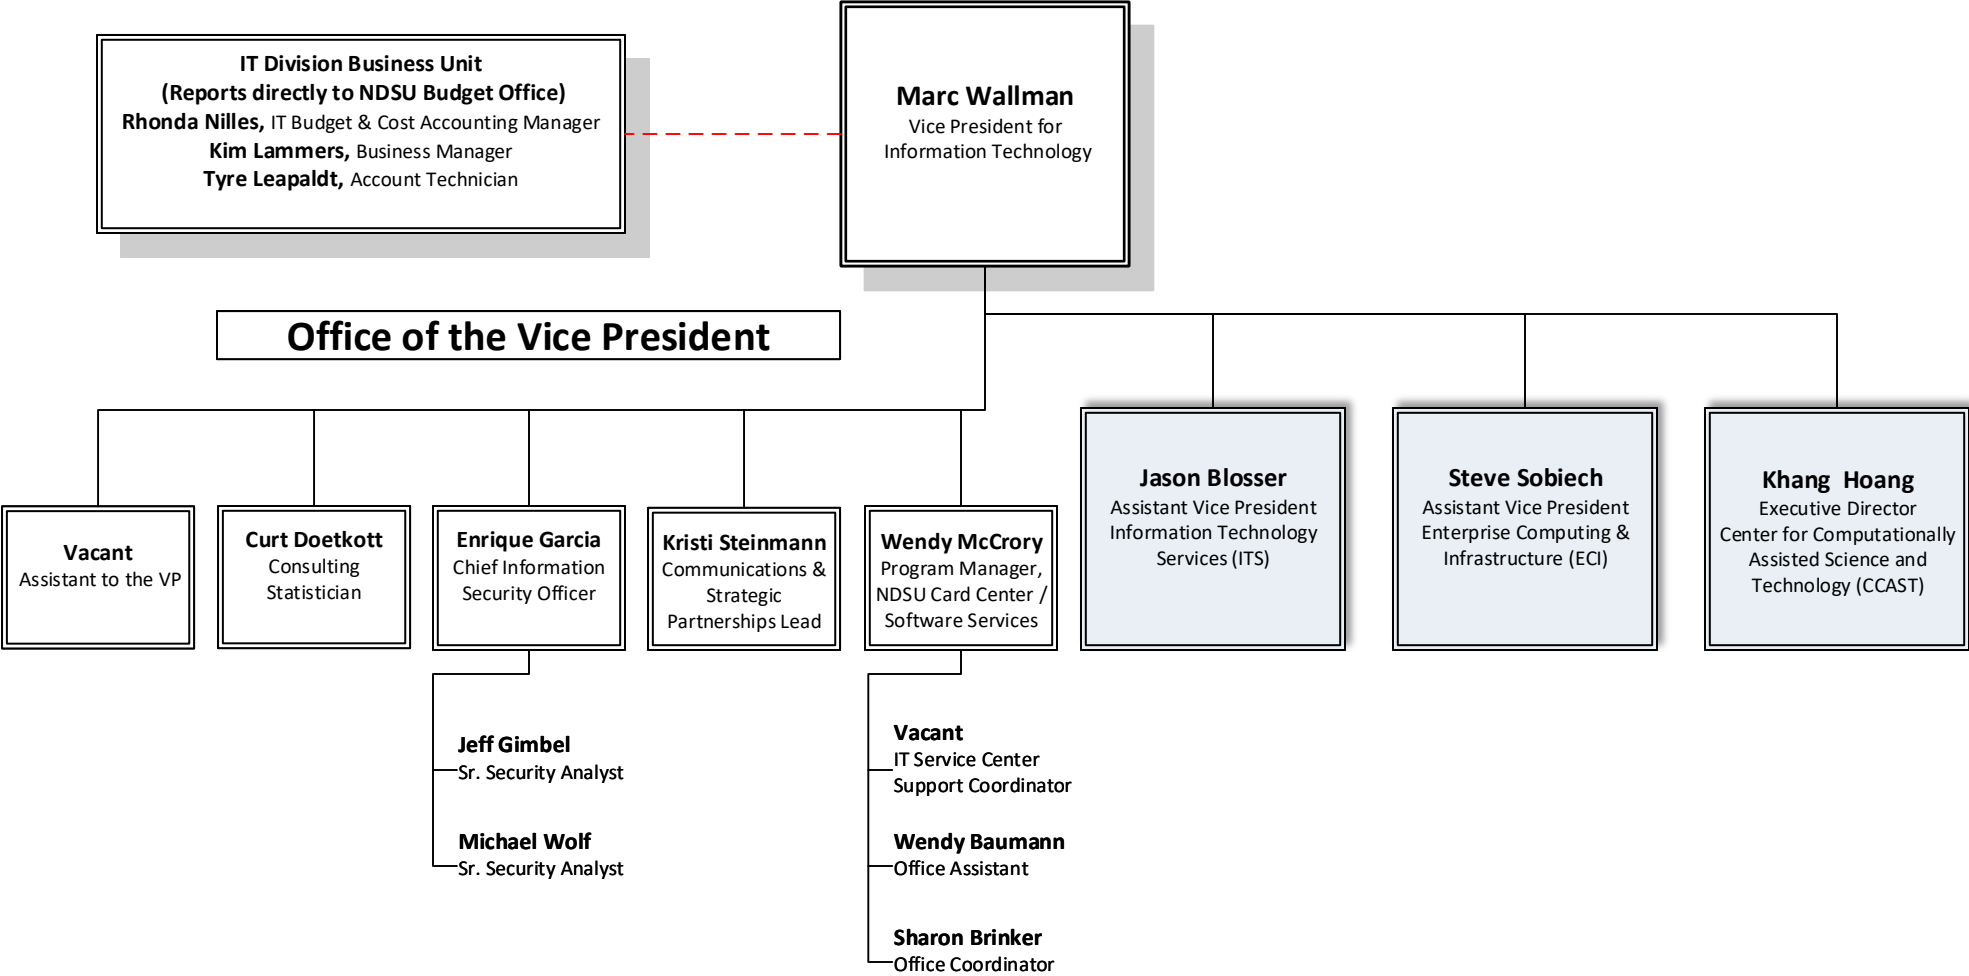 IT Division Business Unit
(Reports directly to NDSU Budget Office)
Rhonda Nilles, IT Budget & Cost Accounting Manager
Kim Lammers, Business Manager
Tyre Leapaldt, Account Technician
Marc Wallman
Vice President for
Information Technology
Office of the Vice President
Vacant
Assistant to the VP
Curt Doetkott
Consulting
Statistician
Enrique Garcia
Chief Information
Security Officer
Kristi Steinmann
Communications &
Strategic
Partnerships Lead
Wendy McCrory
Program Manager,
NDSU Card Center /
Software Services
Jason Blosser
Assistant Vice President
Information Technology
Services (ITS)
Steve Sobiech
Assistant Vice President
Enterprise Computing &
Infrastructure (ECI)
Khang  Hoang
Executive Director
Center for Computationally
Assisted Science and
Technology (CCAST)
Jeff Gimbel
Sr. Security Analyst
Michael Wolf
Sr. Security Analyst
Vacant
IT Service Center
Support Coordinator
Wendy Baumann
Office Assistant
Sharon Brinker
Office Coordinator